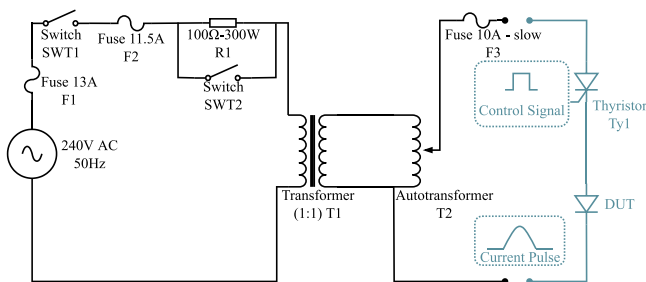 Switch
SWT1
Fuse 11.5A
F2
100Ω-300W
R1
Switch
SWT2
Fuse 10A - slow
F3
Fuse 13A
F1
Control Signal
Thyristor
Ty1
240V AC
50Hz
Transformer
(1:1) T1
Autotransformer
T2
DUT
Current Pulse